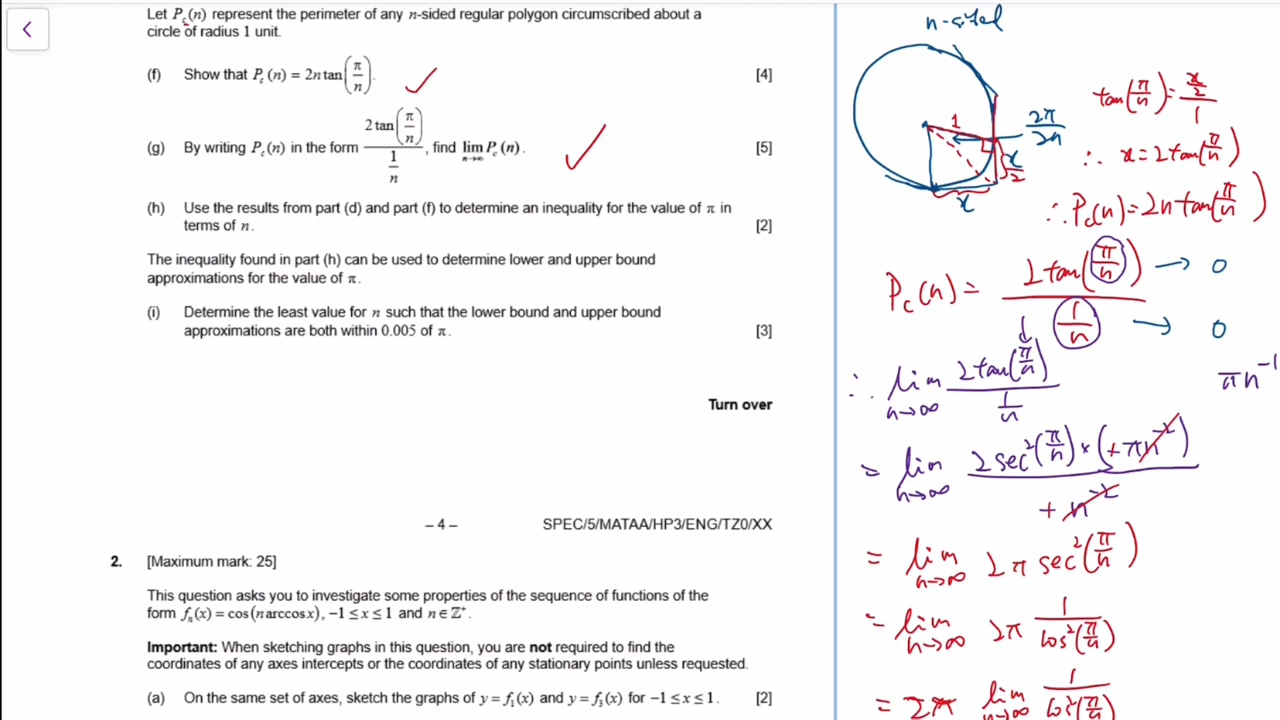 Let P_c(n) represent the perimeter of any n-sided regular polygon circumscribed about a
circle of radius 1 unit.
(f) Show that P_c(n) = 2n tan(π/n). [4]
(g) By writing P_c(n) in the form 2 tan(π/n) / (1/n), find lim n→∞ P_c(n). [5]
(h) Use the results from part (d) and part (f) to determine an inequality for the value of π in
terms of n. [2]
The inequality found in part (h) can be used to determine lower and upper bound
approximations for the value of π.
(i) Determine the least value for n such that the lower bound and upper bound
approximations are both within 0.005 of π. [3]
Turn over
– 4 – SPEC/5/MATAA/HP3/ENG/TZ0/XX
2. [Maximum mark: 25]
This question asks you to investigate some properties of the sequence of functions of the
form f_n(x) = cos(n arccos x), −1 ≤ x ≤ 1 and n ∈ ℤ⁺.
Important: When sketching graphs in this question, you are not required to find the
coordinates of any axes intercepts or the coordinates of any stationary points unless requested.
(a) On the same set of axes, sketch the graphs of y = f₁(x) and y = f₃(x) for −1 ≤ x ≤ 1. [2]
n-sided
1
2π/2n
x/2
x
tan(π/n) = (x/2)/1
∴ x = 2tan(π/n)
∴ P_c(n) = 2n tan(π/n)
P_c(n) = 2tan(π/n) / (1/n) → 0
→ 0
∴ lim n→∞ 2tan(π/n) / (1/n)
πn⁻¹
= lim n→∞ 2sec²(π/n) × (+πn⁻²) / +n⁻²
= lim n→∞ 2π sec²(π/n)
= lim n→∞ 2π 1/cos²(π/n)
= 2π lim n→∞ 1/cos²(π/n)